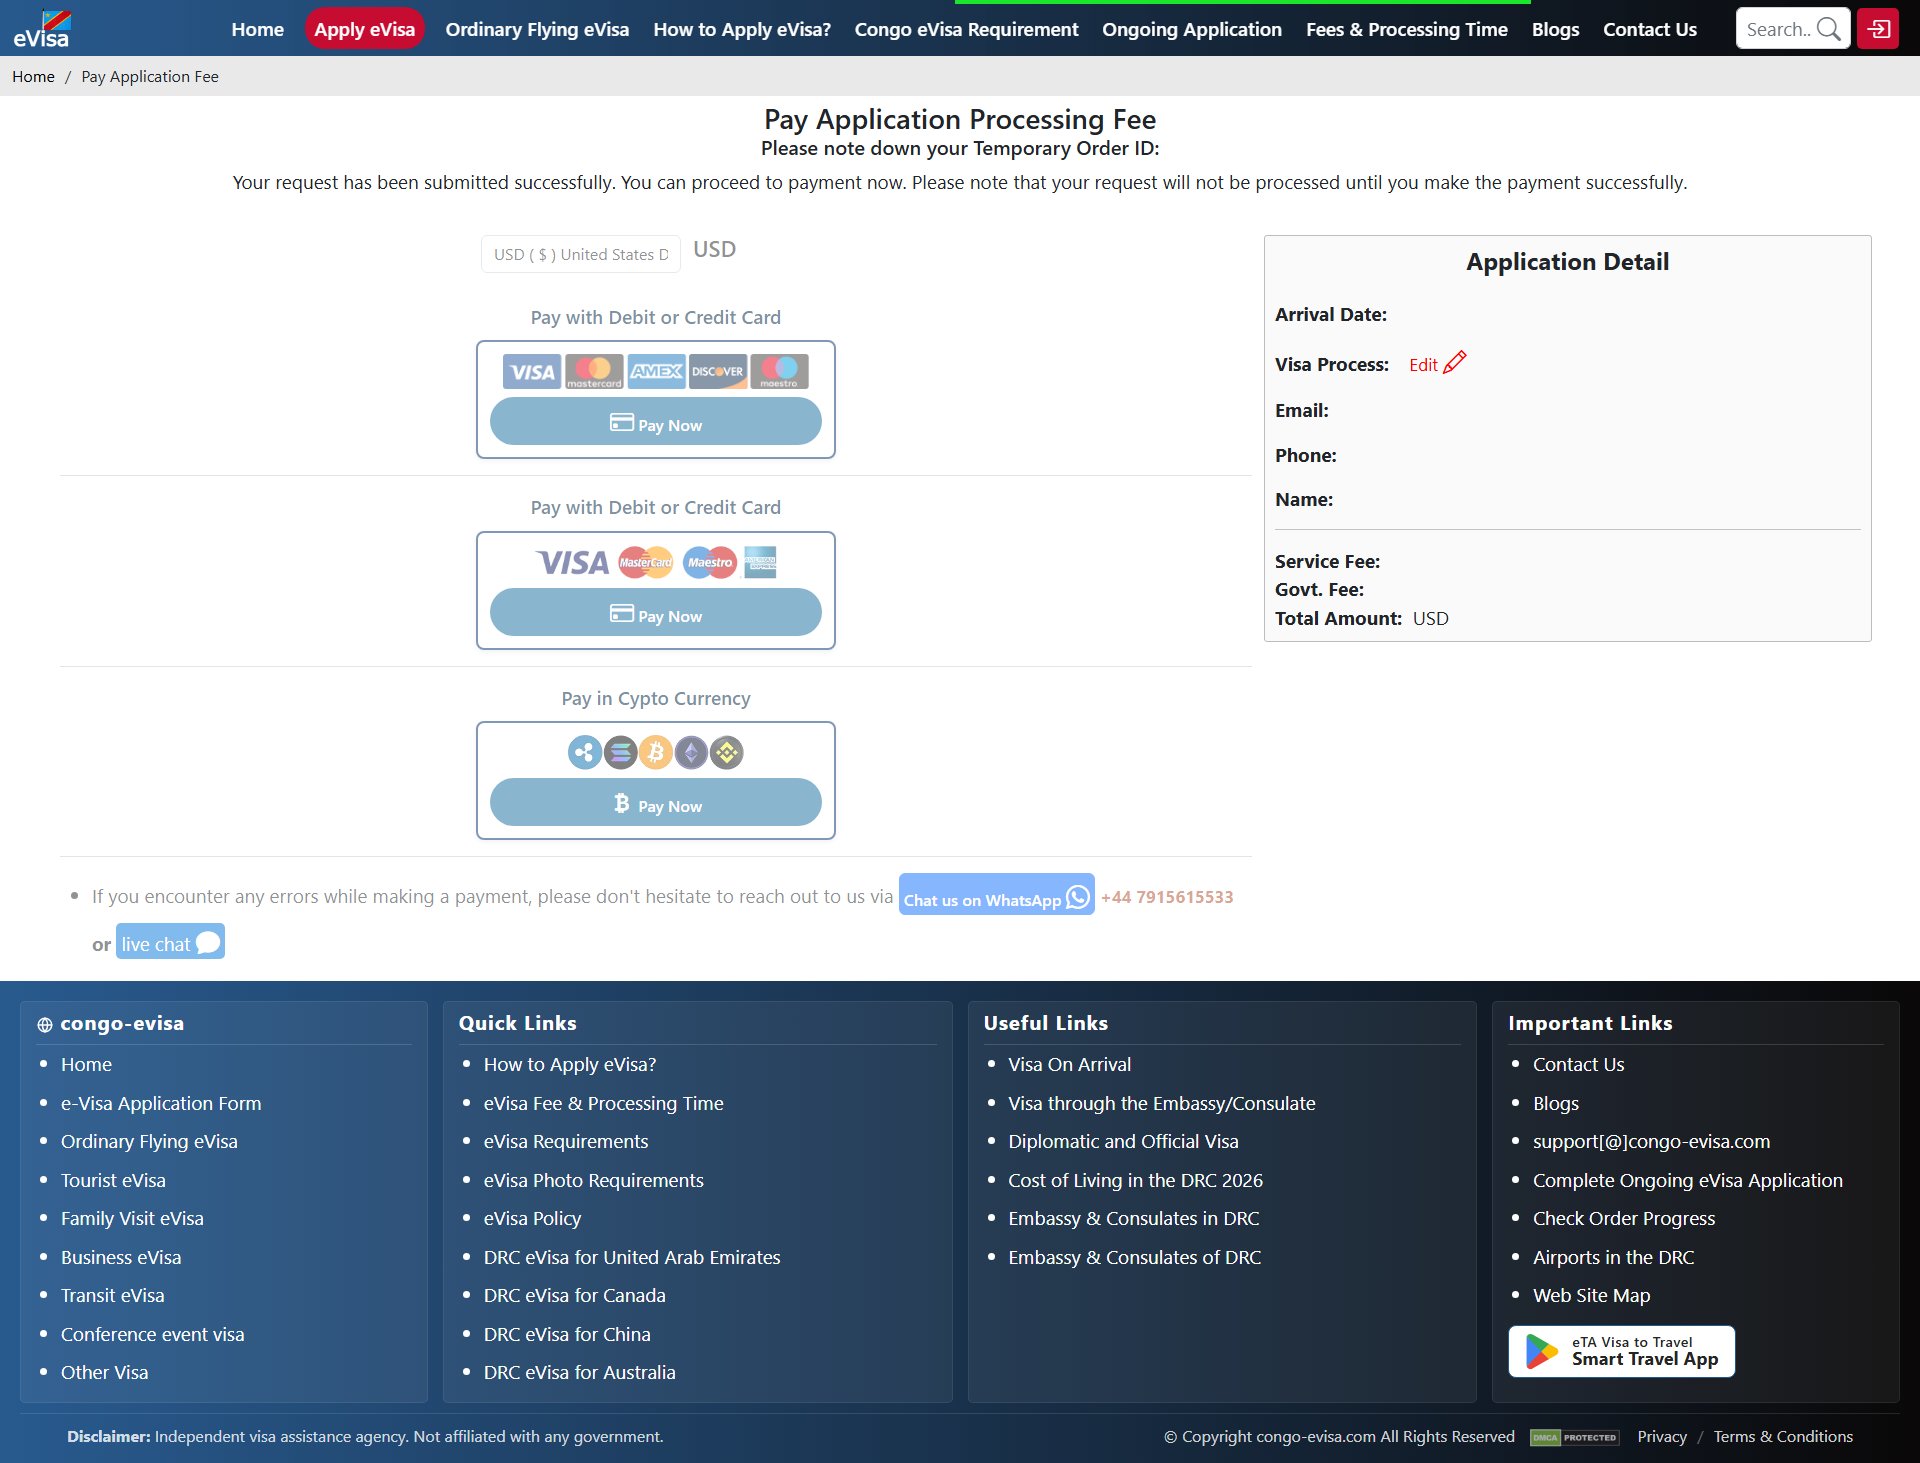 eVisa
Home
Apply eVisa
Ordinary Flying eVisa
How to Apply eVisa?
Congo eVisa Requirement
Ongoing Application
Fees & Processing Time
Blogs
Contact Us
Search..
Home / Pay Application Fee
Pay Application Processing Fee
Please note down your Temporary Order ID:
Your request has been submitted successfully. You can proceed to payment now. Please note that your request will not be processed until you make the payment successfully.
USD ( $ ) United States D
USD
Pay with Debit or Credit Card
VISA mastercard AMEX DISCOVER maestro
Pay Now
Pay with Debit or Credit Card
VISA MasterCard Maestro AMERICAN EXPRESS
Pay Now
Pay in Cypto Currency
Pay Now
If you encounter any errors while making a payment, please don't hesitate to reach out to us via Chat us on WhatsApp +44 7915615533
or live chat
Application Detail
Arrival Date:
Visa Process: Edit
Email:
Phone:
Name:
Service Fee:
Govt. Fee:
Total Amount: USD
congo-evisa
Home
e-Visa Application Form
Ordinary Flying eVisa
Tourist eVisa
Family Visit eVisa
Business eVisa
Transit eVisa
Conference event visa
Other Visa
Quick Links
How to Apply eVisa?
eVisa Fee & Processing Time
eVisa Requirements
eVisa Photo Requirements
eVisa Policy
DRC eVisa for United Arab Emirates
DRC eVisa for Canada
DRC eVisa for China
DRC eVisa for Australia
Useful Links
Visa On Arrival
Visa through the Embassy/Consulate
Diplomatic and Official Visa
Cost of Living in the DRC 2026
Embassy & Consulates in DRC
Embassy & Consulates of DRC
Important Links
Contact Us
Blogs
support[@]congo-evisa.com
Complete Ongoing eVisa Application
Check Order Progress
Airports in the DRC
Web Site Map
eTA Visa to Travel
Smart Travel App
Disclaimer: Independent visa assistance agency. Not affiliated with any government.
© Copyright congo-evisa.com All Rights Reserved
DMCA PROTECTED
Privacy / Terms & Conditions